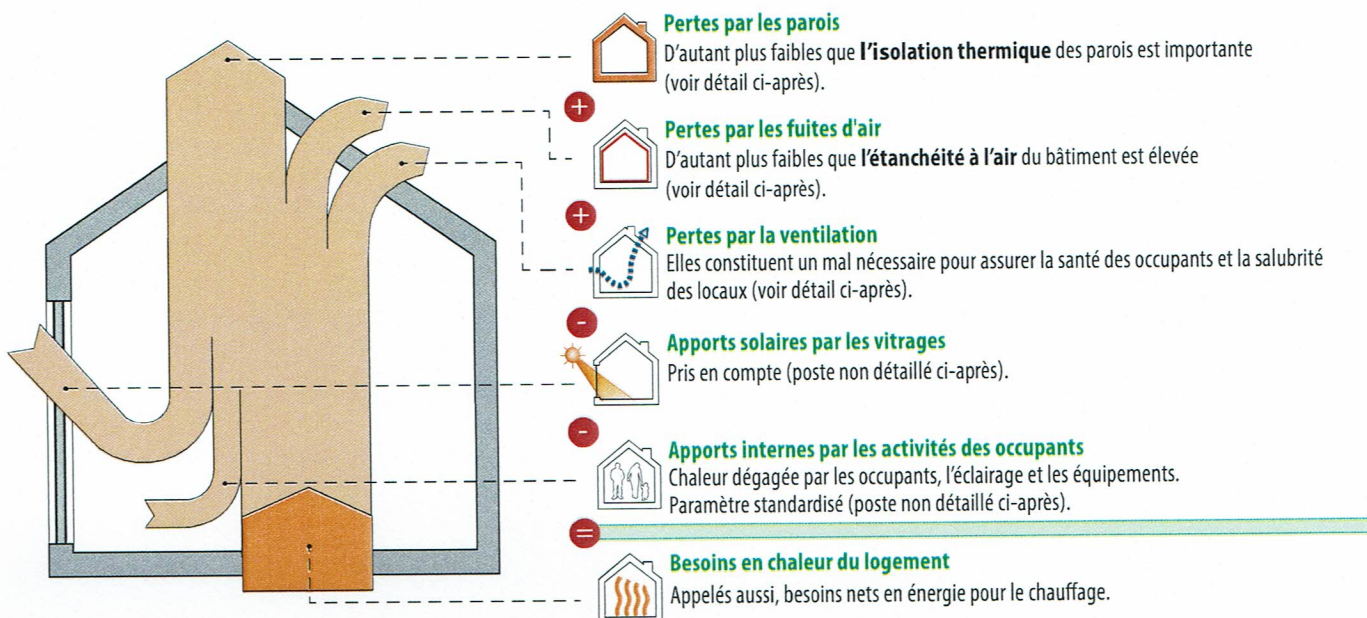 Pertes par les parois
D'autant plus faibles que l'isolation thermique des parois est importante
(voir détail ci-après).
+
Pertes par les fuites d'air
D'autant plus faibles que l'étanchéité à l'air du bâtiment est élevée
(voir détail ci-après).
+
Pertes par la ventilation
Elles constituent un mal nécessaire pour assurer la santé des occupants et la salubrité
des locaux (voir détail ci-après).
-
Apports solaires par les vitrages
Pris en compte (poste non détaillé ci-après).
-
Apports internes par les activités des occupants
Chaleur dégagée par les occupants, l'éclairage et les équipements.
Paramètre standardisé (poste non détaillé ci-après).
=
Besoins en chaleur du logement
Appelés aussi, besoins nets en énergie pour le chauffage.